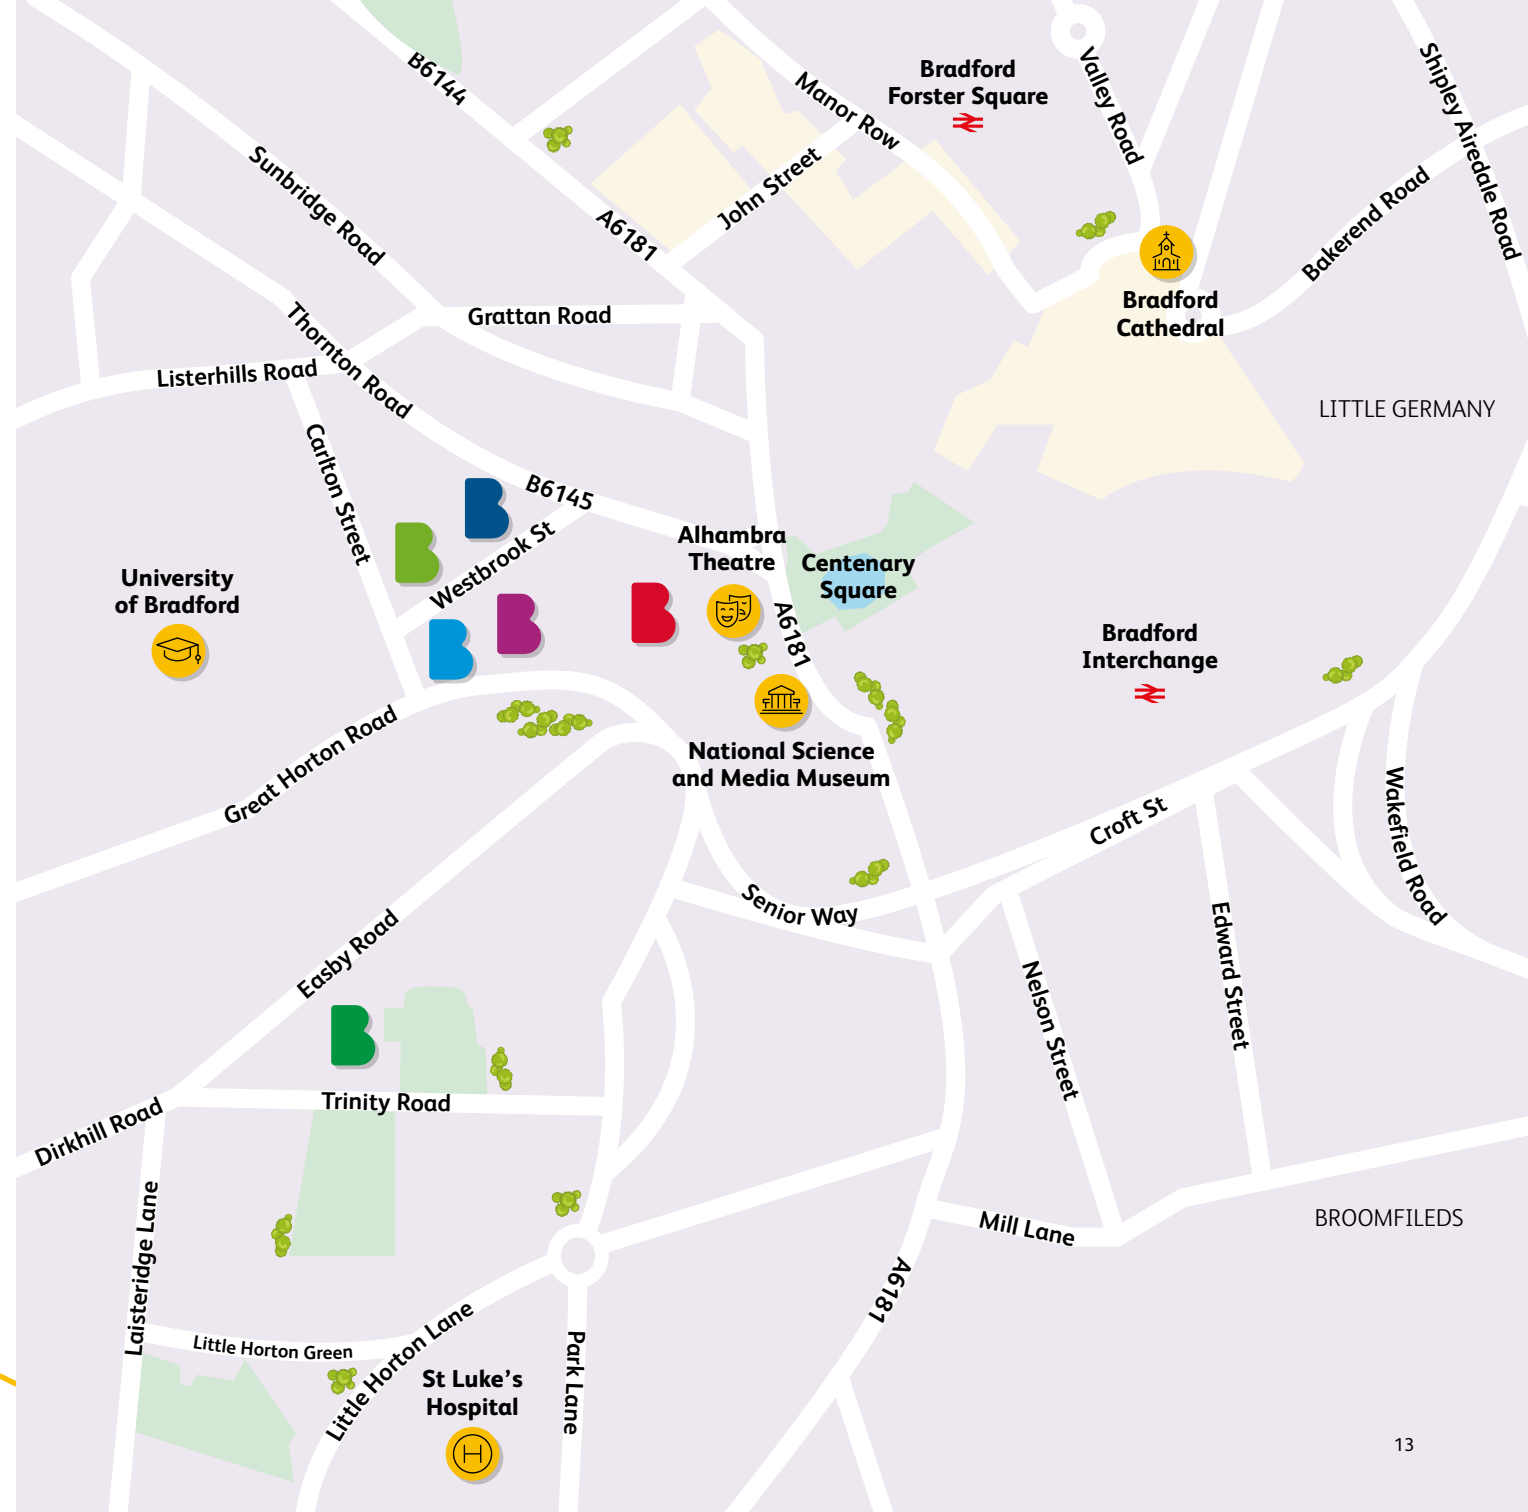 B6144
Manor Row
Bradford
Forster Square
Valley Road
Shipley Airedale Road
Sunbridge Road
A6181
John Street
Bakerend Road
Bradford
Cathedral
Grattan Road
Thornton Road
Listerhills Road
LITTLE GERMANY
Carlton Street
B6145
Westbrook St
Alhambra
Theatre
Centenary
Square
University
of Bradford
A6181
Bradford
Interchange
B
B
B
B
B
National Science
and Media Museum
Great Horton Road
Croft St
Wakefield Road
Senior Way
Easby Road
Edward Street
Nelson Street
B
Trinity Road
Dirkhill Road
Laisteridge Lane
Mill Lane
BROOMFILEDS
A6181
Little Horton Green
Little Horton Lane
Park Lane
St Luke's
Hospital
H
13